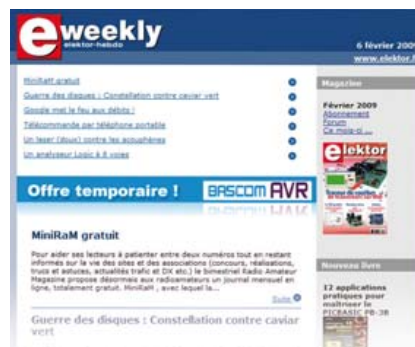 eweekly
elektor-hebdo
6 février 2009
www.elektor.f
MiniRaM gratuit
Guerre des disques : Constellation contre caviar vert
Google met le feu aux débits !
Télécommande par téléphone portable
Un laser (doux) contre les acouphènes
Un analyseur Logic à 8 voies
Magazine
Février 2009
Abonnement
Forum
Ce mois-ci ...
elektor
Offre temporaire !
BASCOM AVR
MiniRaM gratuit
Pour aider ses lecteurs à patienter entre deux numéros tout en restant
informés sur la vie des sites et des associations (concours, réalisations,
trucs et astuces, actualités trafic et DX etc.) le bimestriel Radio Amateur
Magazine propose désormais aux radioamateurs un journal mensuel en
ligne, totalement gratuit. MiniRaM , avec lequel la...
Suite
Nouveau livre
12 applications
pratiques pour
maîtriser le
PICBASIC PB-3B
Guerre des disques : Constellation contre caviar
vert